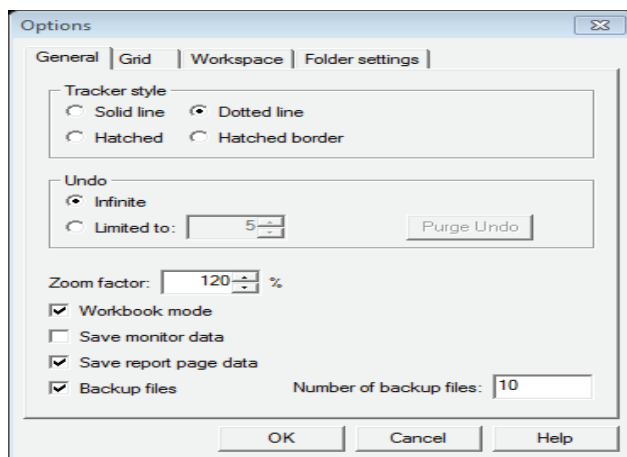 Options
General Grid Workspace Folder settings
Tracker style
Solid line Dotted line
Hatched Hatched border
Undo
Infinite
Limited to: 5 Purge Undo
Zoom factor: 120 %
Workbook mode
Save monitor data
Save report page data
Backup files Number of backup files: 10
OK Cancel Help